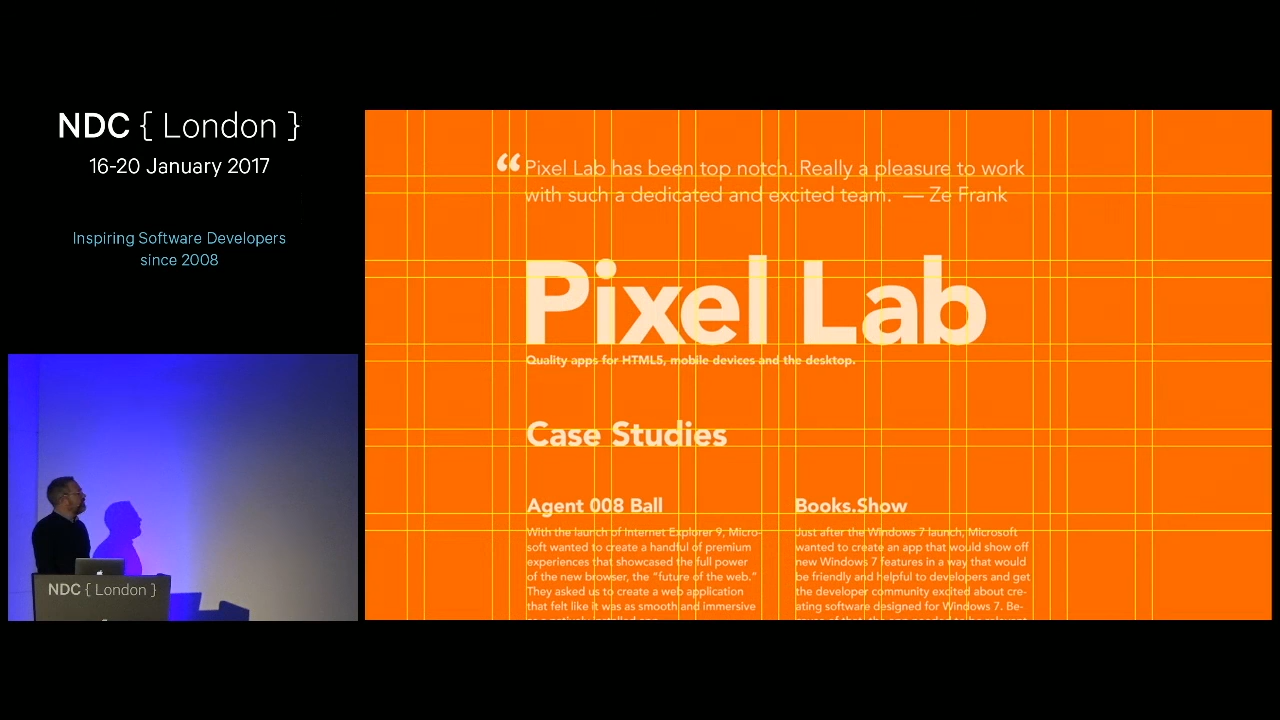 NDC { London }
16-20 January 2017
Inspiring Software Developers
since 2008
NDC { London }
“ Pixel Lab has been top notch. Really a pleasure to work
with such a dedicated and excited team. — Ze Frank
Pixel Lab
Quality apps for HTML5, mobile devices and the desktop.
Case Studies
Agent 008 Ball
With the launch of Internet Explorer 9, Micro-
soft wanted to create a handful of premium
experiences that showcased the full power
of the new browser, the “future of the web.”
They asked us to create a web application
that felt like it was as smooth and immersive
Books.Show
Just after the Windows 7 launch, Microsoft
wanted to create an app that would show off
new Windows 7 features in a way that would
be friendly and helpful to developers and get
the developer community excited about cre-
ating software designed for Windows 7. Be-